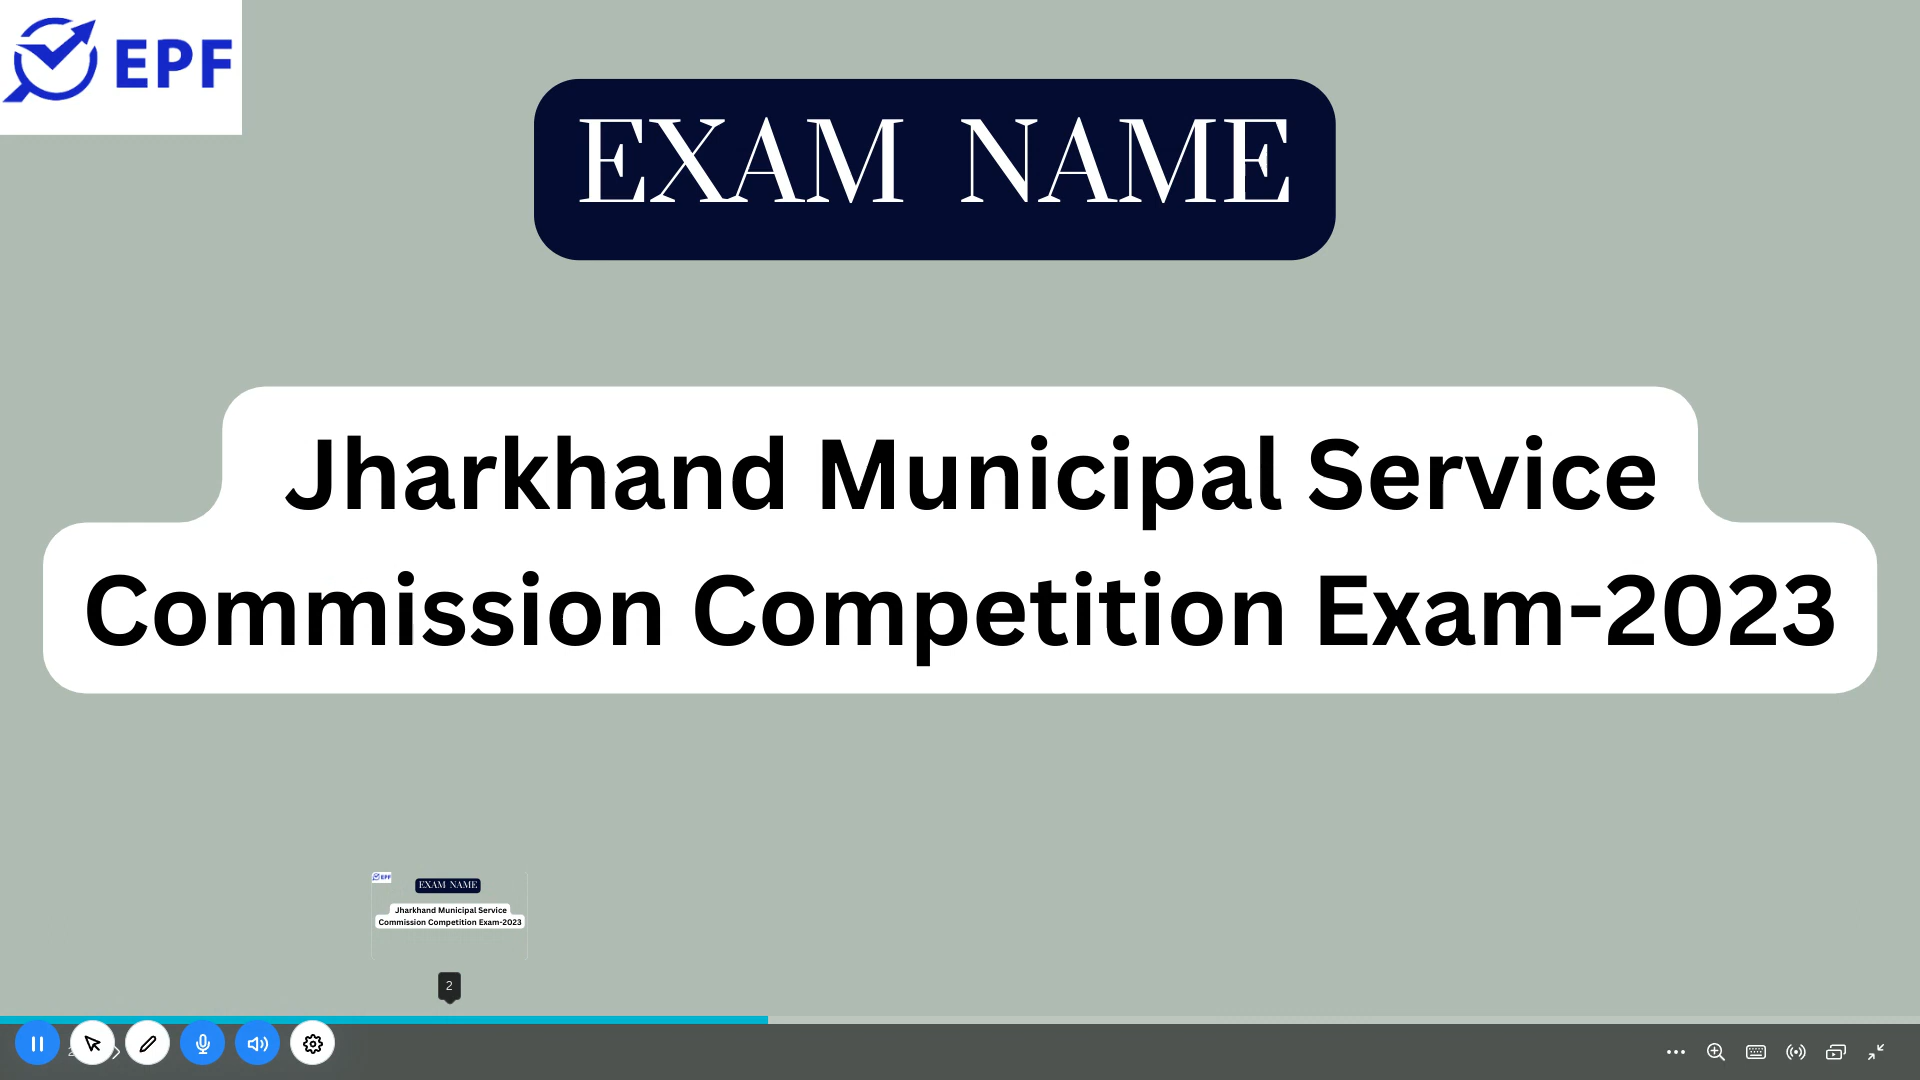 EPF
EXAM NAME
Jharkhand Municipal Service
Commission Competition Exam-2023
EPF
EXAM NAME
Jharkhand Municipal Service
Commission Competition Exam-2023
2